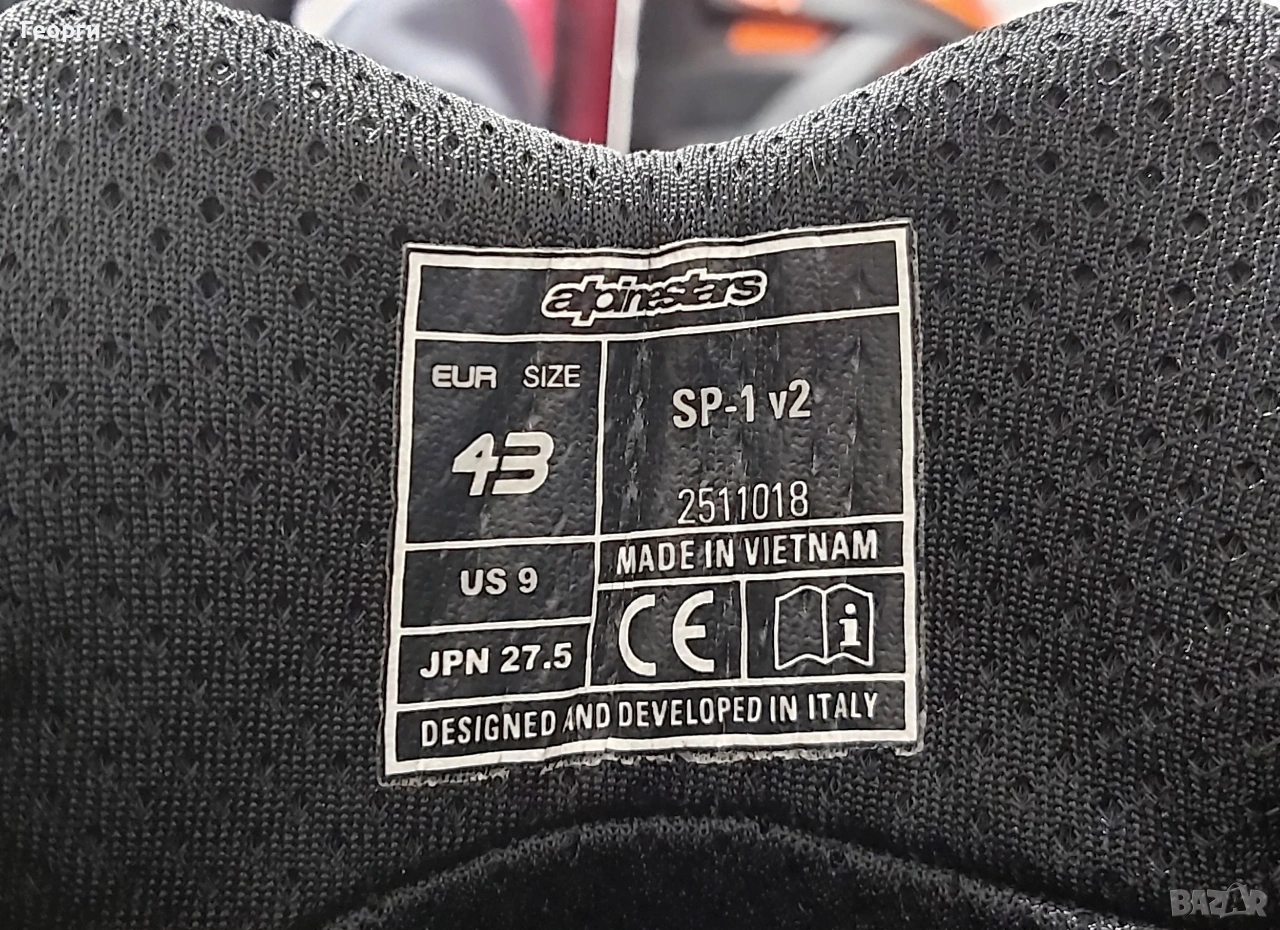 Георги
alpinestars
EUR SIZE
43
SP-1 v2
2511018
US 9
MADE IN VIETNAM
JPN 27.5
CE
i
DESIGNED AND DEVELOPED IN ITALY
BAZAR